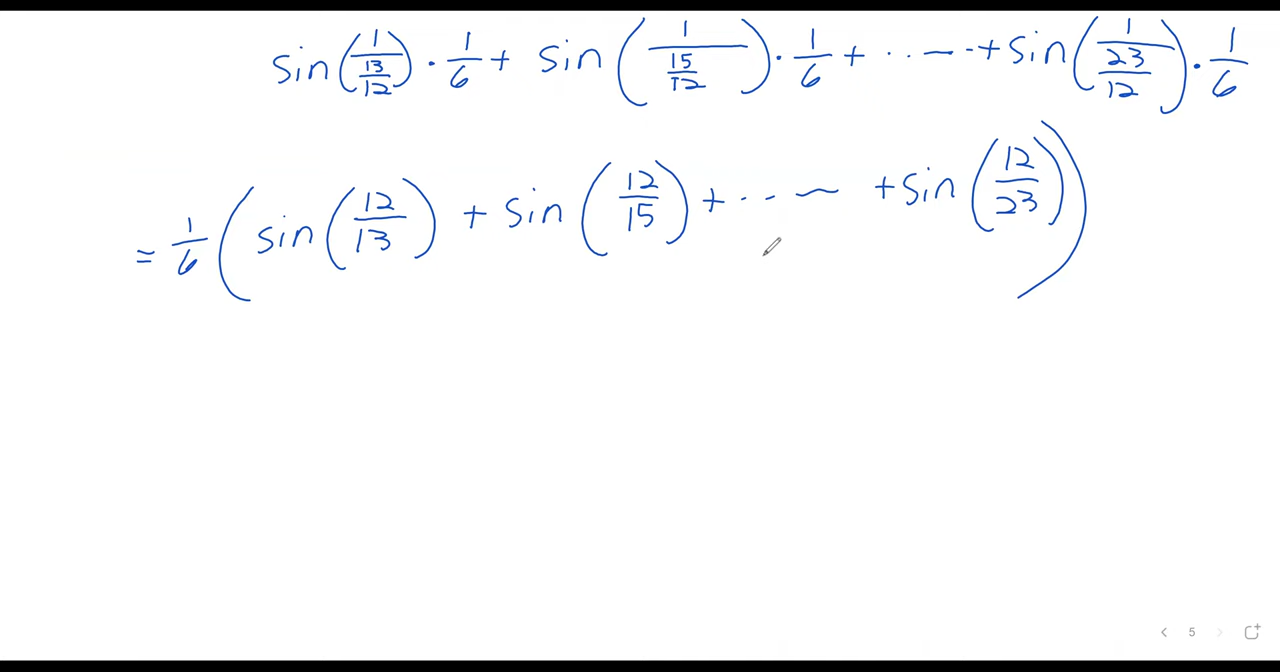 sin(1/(13/12)) · 1/6 + sin(1/(15/12)) · 1/6 + ····· + sin(1/(23/12)) · 1/6
= 1/6 (sin(12/13) + sin(12/15) + ···· + sin(12/23))
< 5 >